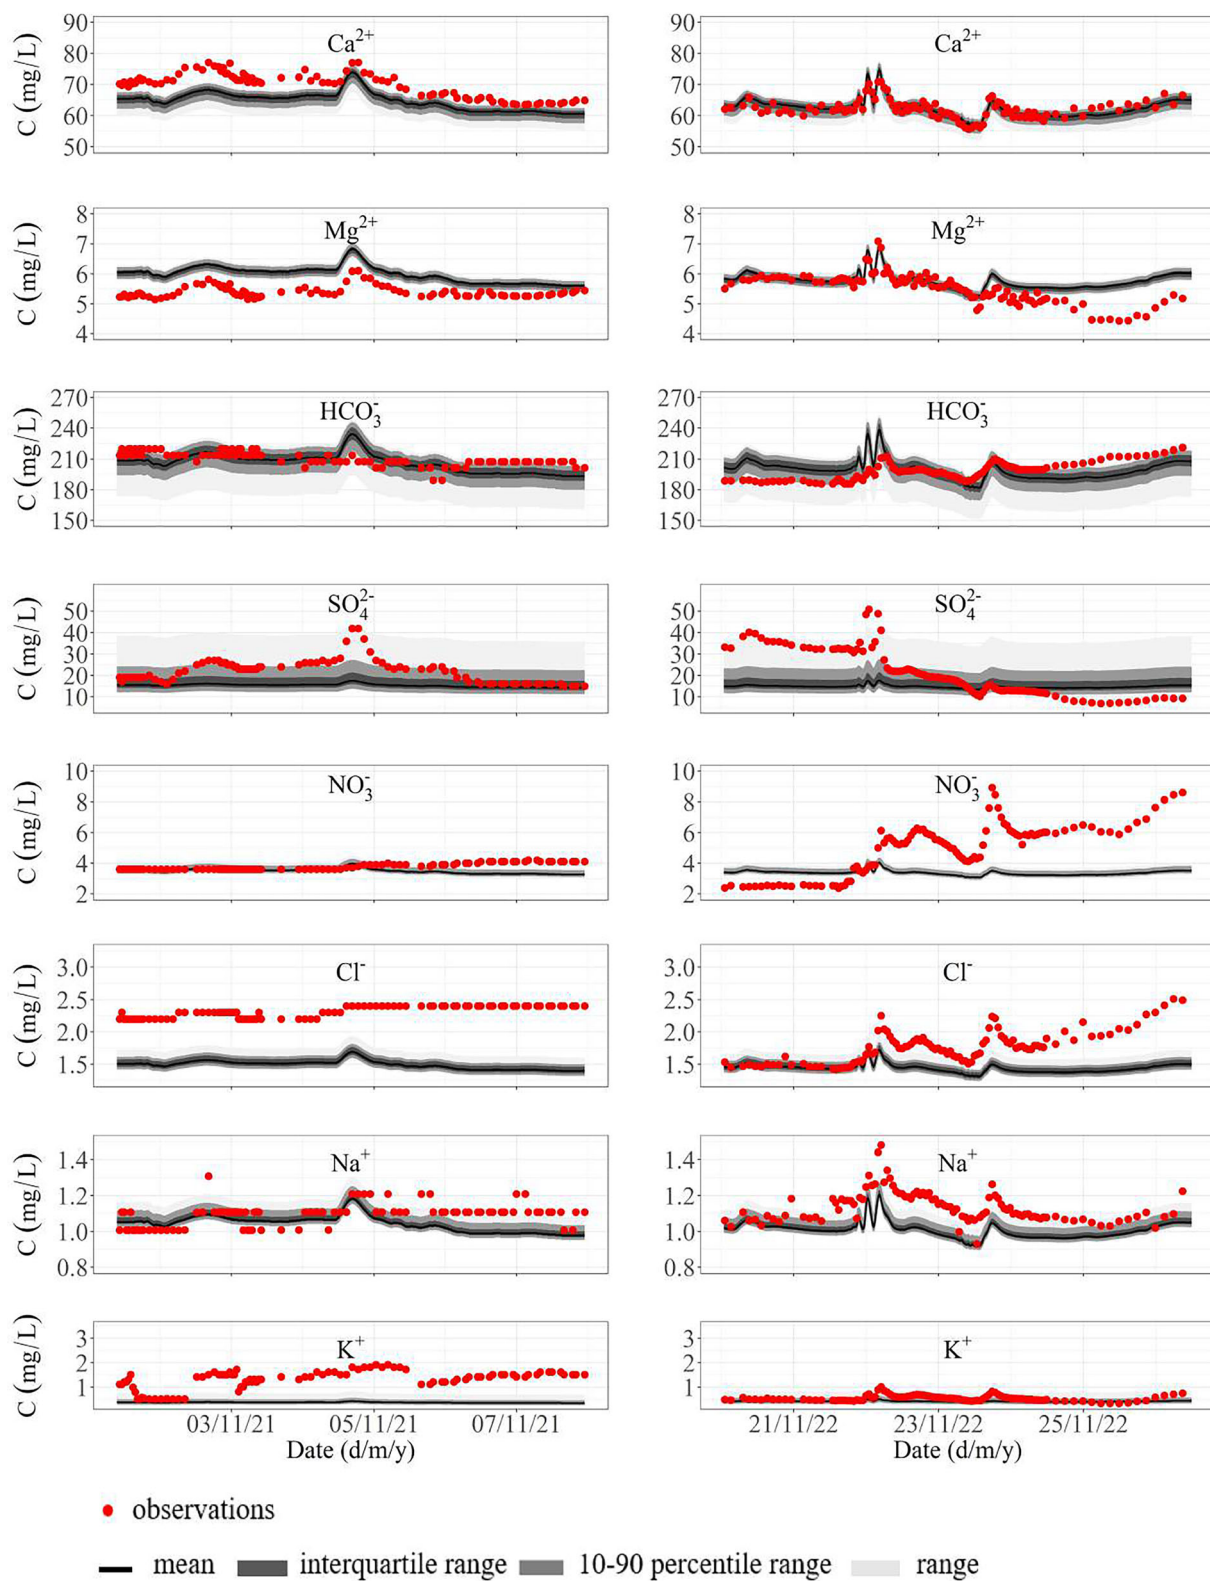 C (mg/L)
90
80
70
60
50
Ca²⁺
90
80
70
60
50
Ca²⁺
C (mg/L)
8
7
6
5
4
Mg²⁺
8
7
6
5
4
Mg²⁺
C (mg/L)
270
240
210
180
150
HCO₃⁻
270
240
210
180
150
HCO₃⁻
C (mg/L)
50
40
30
20
10
SO₄²⁻
50
40
30
20
10
SO₄²⁻
C (mg/L)
10
8
6
4
2
NO₃⁻
10
8
6
4
2
NO₃⁻
C (mg/L)
3.0
2.5
2.0
1.5
Cl⁻
3.0
2.5
2.0
1.5
Cl⁻
C (mg/L)
1.4
1.2
1.0
0.8
Na⁺
1.4
1.2
1.0
0.8
Na⁺
C (mg/L)
3
2
1
K⁺
3
2
1
K⁺
03/11/21 05/11/21 07/11/21
Date (d/m/y)
21/11/22 23/11/22 25/11/22
Date (d/m/y)
observations
mean interquartile range 10-90 percentile range range